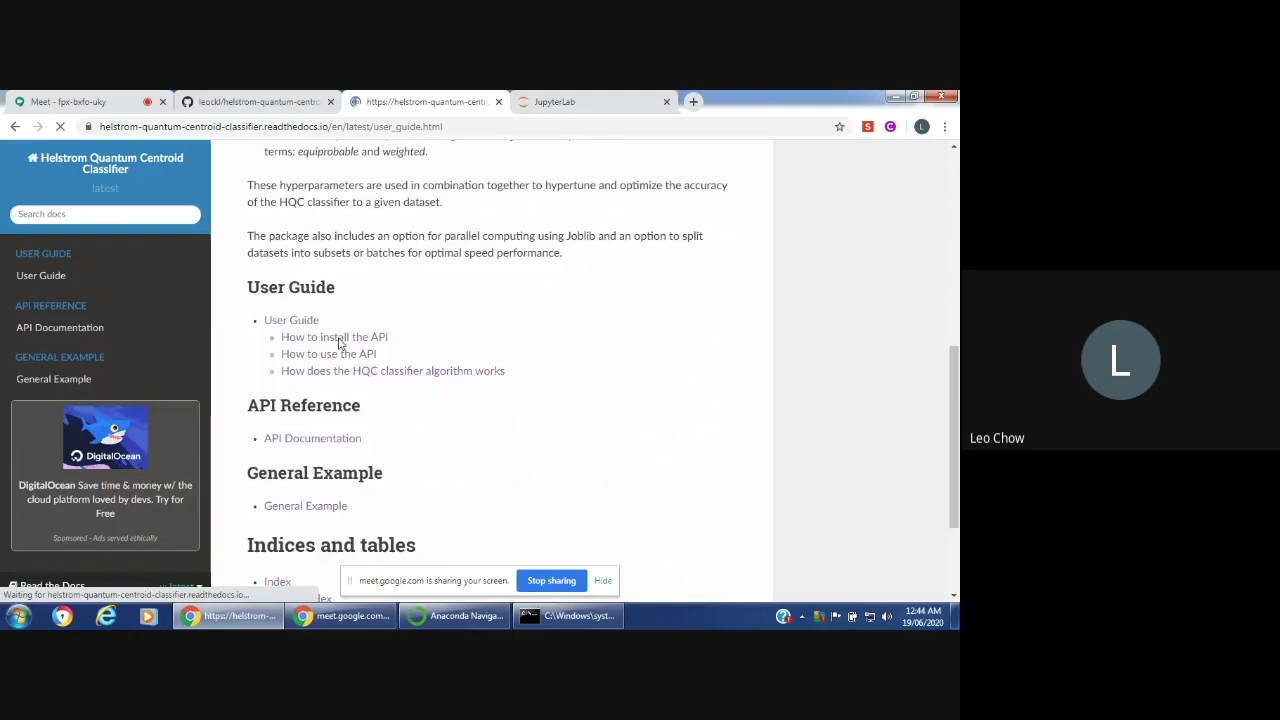 Meet - fpx-bxfo-uky
leockl/helstrom-quantum-centro
https://helstrom-quantum-cent
JupyterLab
helstrom-quantum-centroid-classifier.readthedocs.io/en/latest/user_guide.html
Helstrom Quantum Centroid
Classifier
latest
Search docs
USER GUIDE
User Guide
API REFERENCE
API Documentation
GENERAL EXAMPLE
General Example
DigitalOcean
DigitalOcean Save time & money w/ the
cloud platform loved by devs. Try for
Free
Sponsored · Ads served ethically
Read the Docs
terms: equiprobable and weighted.
These hyperparameters are used in combination together to hypertune and optimize the accuracy
of the HQC classifier to a given dataset.
The package also includes an option for parallel computing using Joblib and an option to split
datasets into subsets or batches for optimal speed performance.
User Guide
User Guide
How to install the API
How to use the API
How does the HQC classifier algorithm works
API Reference
API Documentation
General Example
General Example
Indices and tables
Index
meet.google.com is sharing your screen.
Stop sharing
Hide
Waiting for helstrom-quantum-centroid-classifier.readthedocs.io...
https://helstrom-...
meet.google.com...
Anaconda Naviga...
C:\Windows\syst...
12:44 AM
19/06/2020
L
Leo Chow